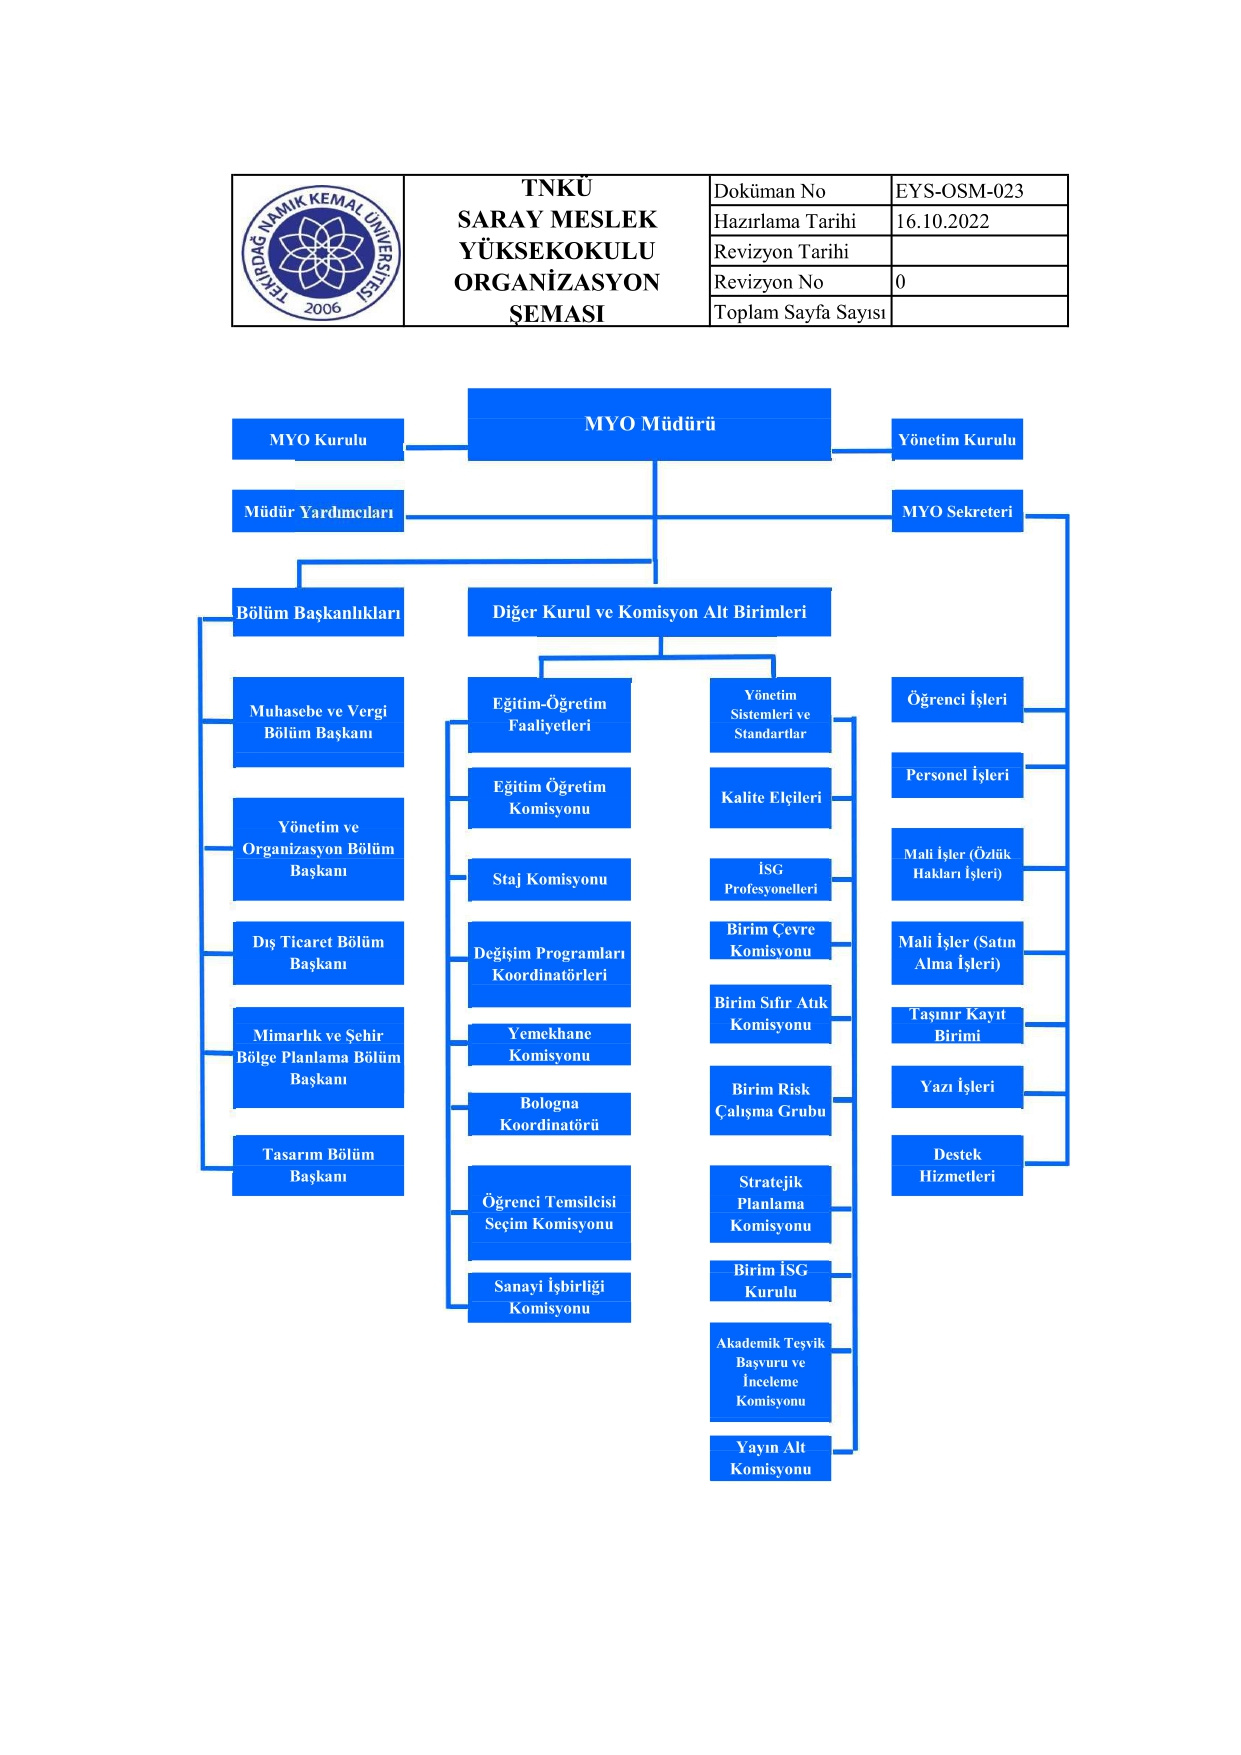 TEKİRDAĞ NAMIK KEMAL ÜNİVERSİTESİ
2006
TNKÜ
SARAY MESLEK
YÜKSEKOKULU
ORGANİZASYON
ŞEMASI
Doküman No
EYS-OSM-023
Hazırlama Tarihi
16.10.2022
Revizyon Tarihi
Revizyon No
0
Toplam Sayfa Sayısı
MYO Müdürü
MYO Kurulu
Yönetim Kurulu
Müdür Yardımcıları
MYO Sekreteri
Bölüm Başkanlıkları
Diğer Kurul ve Komisyon Alt Birimleri
Muhasebe ve Vergi
Bölüm Başkanı
Yönetim ve
Organizasyon Bölüm
Başkanı
Dış Ticaret Bölüm
Başkanı
Mimarlık ve Şehir
Bölge Planlama Bölüm
Başkanı
Tasarım Bölüm
Başkanı
Eğitim-Öğretim
Faaliyetleri
Eğitim Öğretim
Komisyonu
Staj Komisyonu
Değişim Programları
Koordinatörleri
Yemekhane
Komisyonu
Bologna
Koordinatörü
Öğrenci Temsilcisi
Seçim Komisyonu
Sanayi İşbirliği
Komisyonu
Yönetim
Sistemleri ve
Standartlar
Kalite Elçileri
İSG
Profesyonelleri
Birim Çevre
Komisyonu
Birim Sıfır Atık
Komisyonu
Birim Risk
Çalışma Grubu
Stratejik
Planlama
Komisyonu
Birim İSG
Kurulu
Akademik Teşvik
Başvuru ve
İnceleme
Komisyonu
Yayın Alt
Komisyonu
Öğrenci İşleri
Personel İşleri
Mali İşler (Özlük
Hakları İşleri)
Mali İşler (Satın
Alma İşleri)
Taşınır Kayıt
Birimi
Yazı İşleri
Destek
Hizmetleri